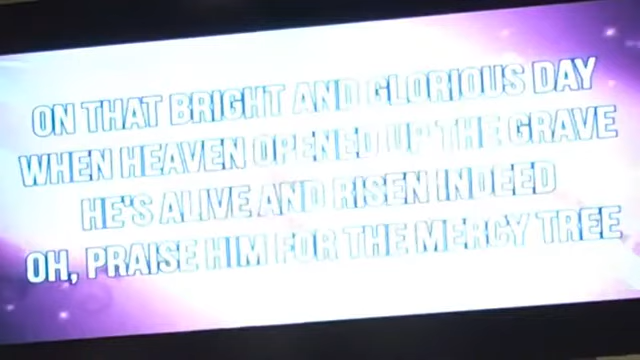 ON THAT BRIGHT AND GLORIOUS DAY
WHEN HEAVEN OPENED UP THE GRAVE
HE'S ALIVE AND RISEN INDEED
OH, PRAISE HIM FOR THE MERCY TREE